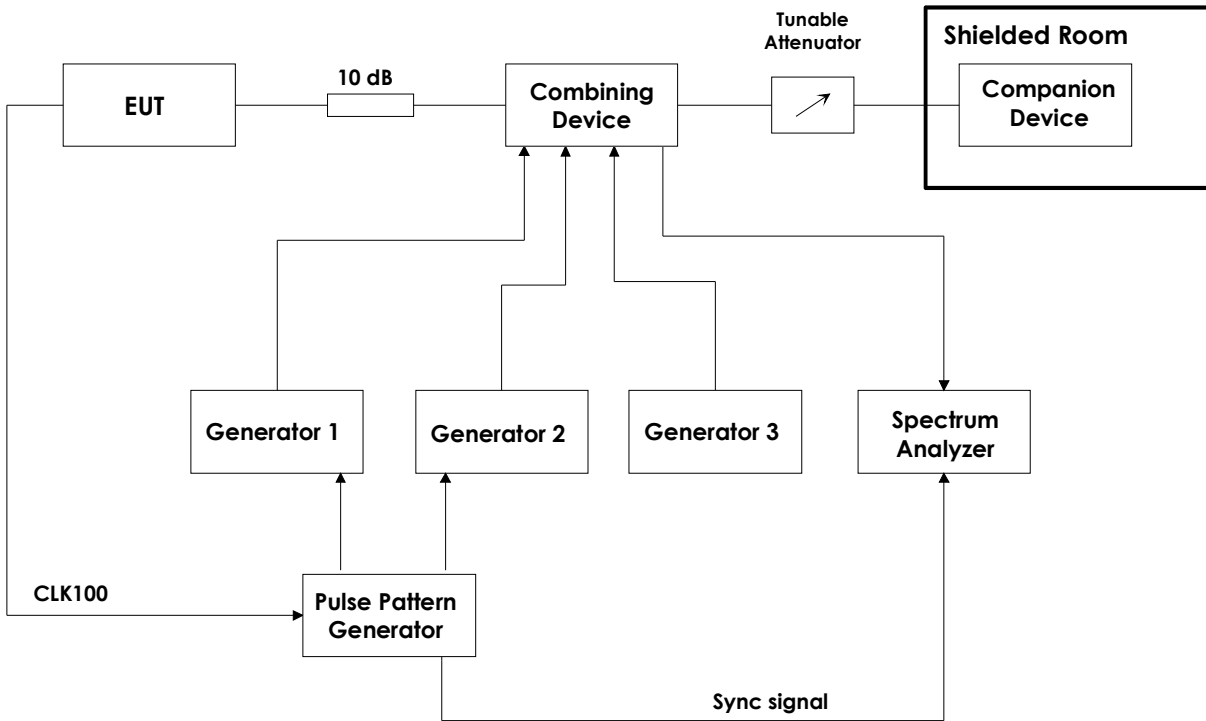 Tunable
Attenuator
Shielded Room
EUT
10 dB
Combining
Device
Companion
Device
Generator 1
Generator 2
Generator 3
Spectrum
Analyzer
CLK100
Pulse Pattern
Generator
Sync signal